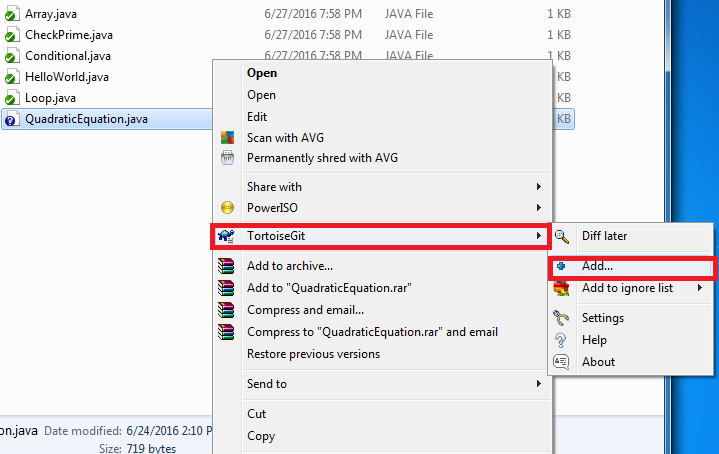 Array.java 6/27/2016 7:58 PM JAVA File 1 KB
CheckPrime.java 6/27/2016 7:58 PM JAVA File 1 KB
Conditional.java 6/27/2016 7:58 PM JAVA File 1 KB
HelloWorld.java KB
Loop.java KB
QuadraticEquation.java KB
Open
Open
Edit
Scan with AVG
Permanently shred with AVG
Share with
PowerISO
TortoiseGit
Add to archive...
Add to "QuadraticEquation.rar"
Compress and email...
Compress to "QuadraticEquation.rar" and email
Restore previous versions
Send to
Cut
Copy
Diff later
Add...
Add to ignore list
Settings
Help
About
on.java Date modified: 6/24/2016 2:10 P
Size: 719 bytes